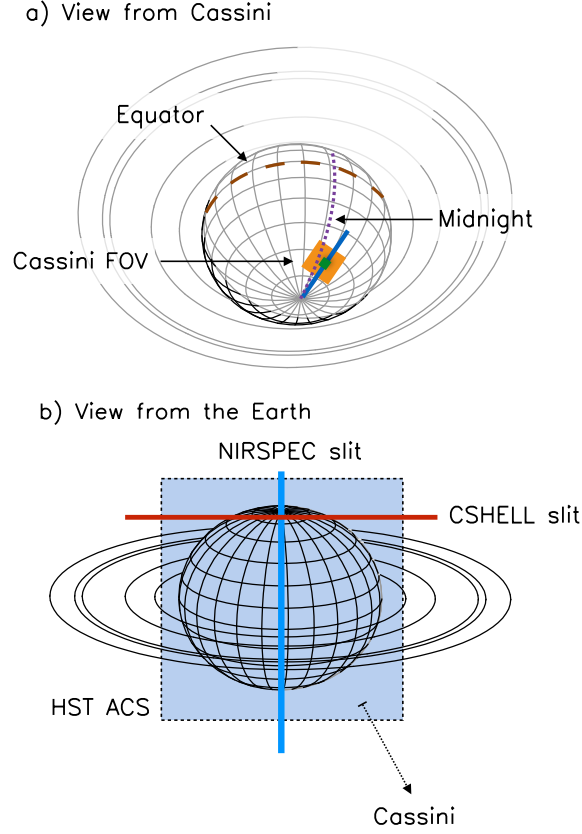 a) View from Cassini
Equator
Midnight
Cassini FOV
b) View from the Earth
NIRSPEC slit
CSHELL slit
HST ACS
Cassini